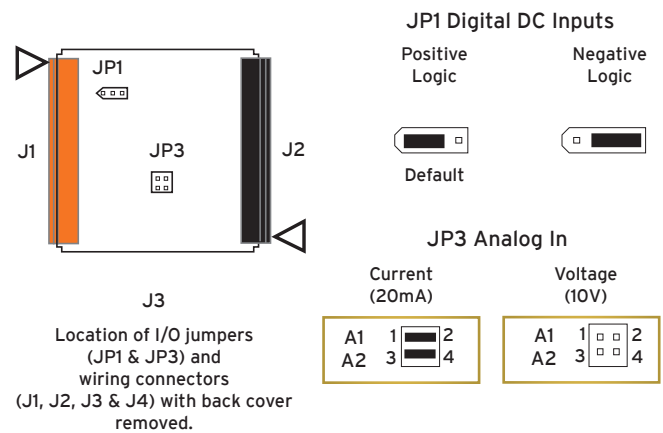 JP1 Digital DC Inputs
Positive
Logic
Negative
Logic
Default
JP1
J1
JP3
J2
JP3 Analog In
J3
Current
(20mA)
Voltage
(10V)
A1 1 2
A2 3 4
A1 1 2
A2 3 4
Location of I/O jumpers
(JP1 & JP3) and
wiring connectors
(J1, J2, J3 & J4) with back cover
removed.